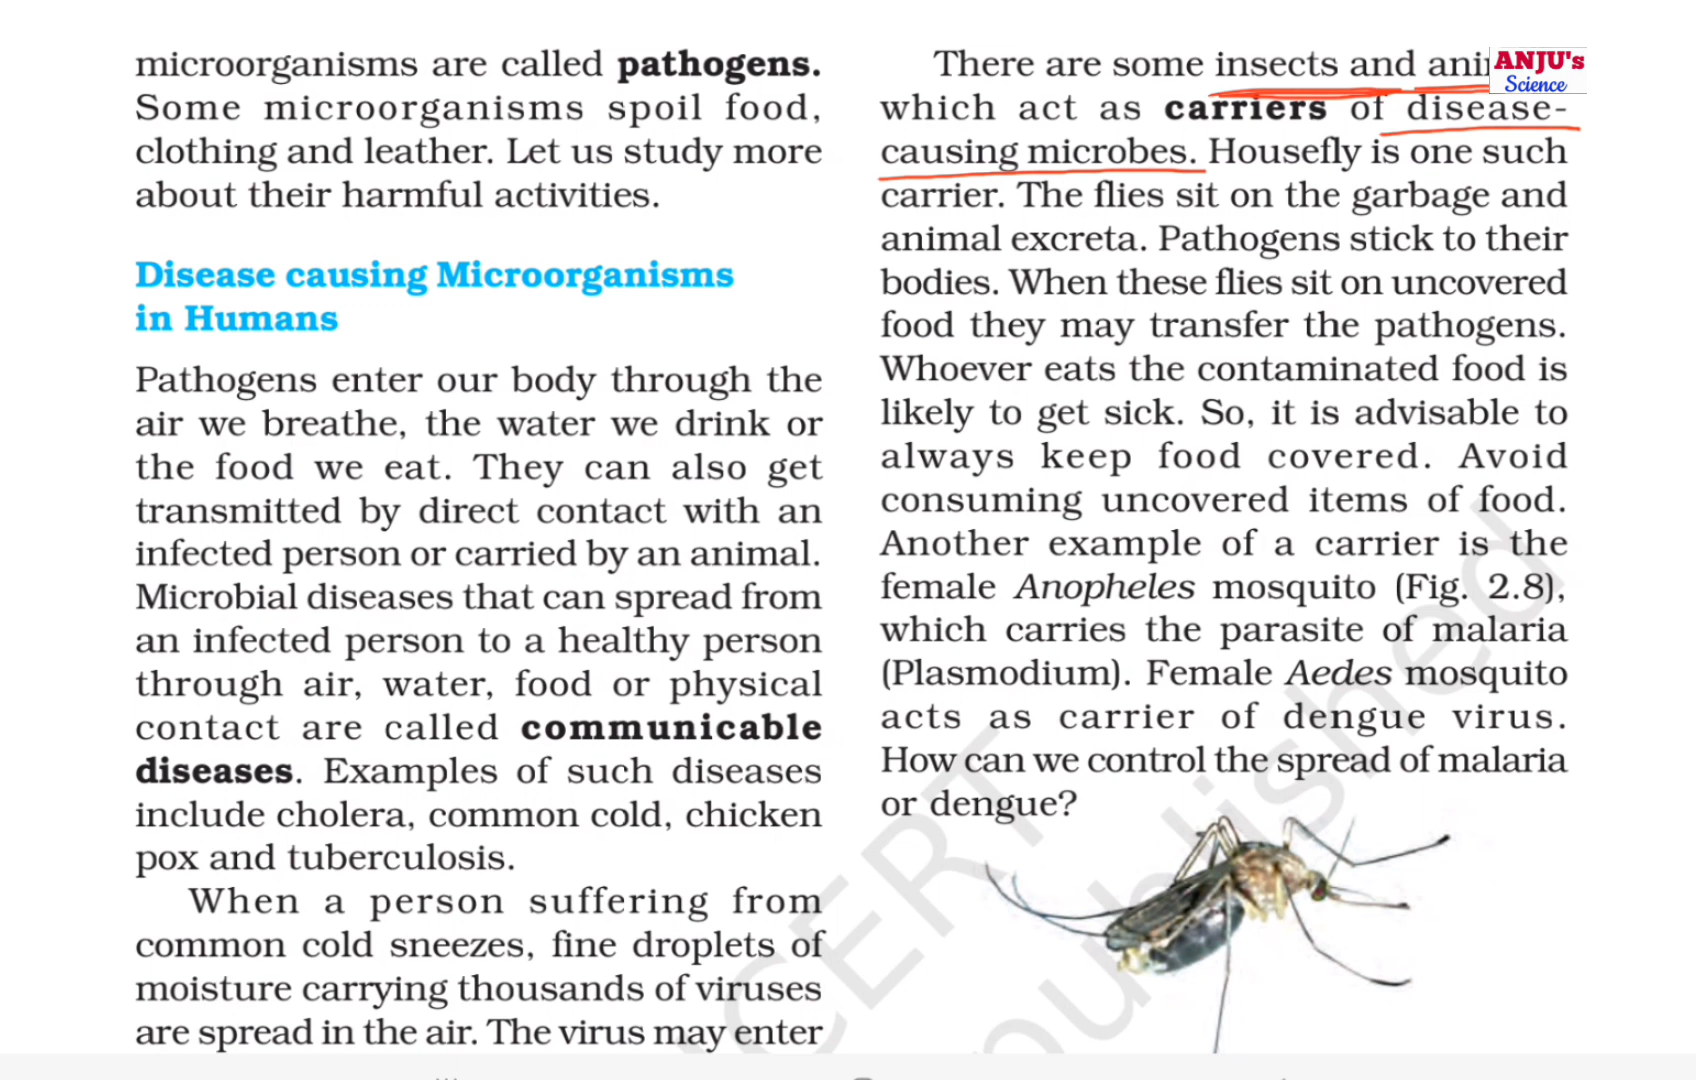 microorganisms are called pathogens.
Some microorganisms spoil food,
clothing and leather. Let us study more
about their harmful activities.
Disease causing Microorganisms
in Humans
Pathogens enter our body through the
air we breathe, the water we drink or
the food we eat. They can also get
transmitted by direct contact with an
infected person or carried by an animal.
Microbial diseases that can spread from
an infected person to a healthy person
through air, water, food or physical
contact are called communicable
diseases. Examples of such diseases
include cholera, common cold, chicken
pox and tuberculosis.
When a person suffering from
common cold sneezes, fine droplets of
moisture carrying thousands of viruses
are spread in the air. The virus may enter
There are some insects and
ANJU's
Science
which act as carriers of disease-
causing microbes. Housefly is one such
carrier. The flies sit on the garbage and
animal excreta. Pathogens stick to their
bodies. When these flies sit on uncovered
food they may transfer the pathogens.
Whoever eats the contaminated food is
likely to get sick. So, it is advisable to
always keep food covered. Avoid
consuming uncovered items of food.
Another example of a carrier is the
female Anopheles mosquito (Fig. 2.8),
which carries the parasite of malaria
(Plasmodium). Female Aedes mosquito
acts as carrier of dengue virus.
How can we control the spread of malaria
or dengue?